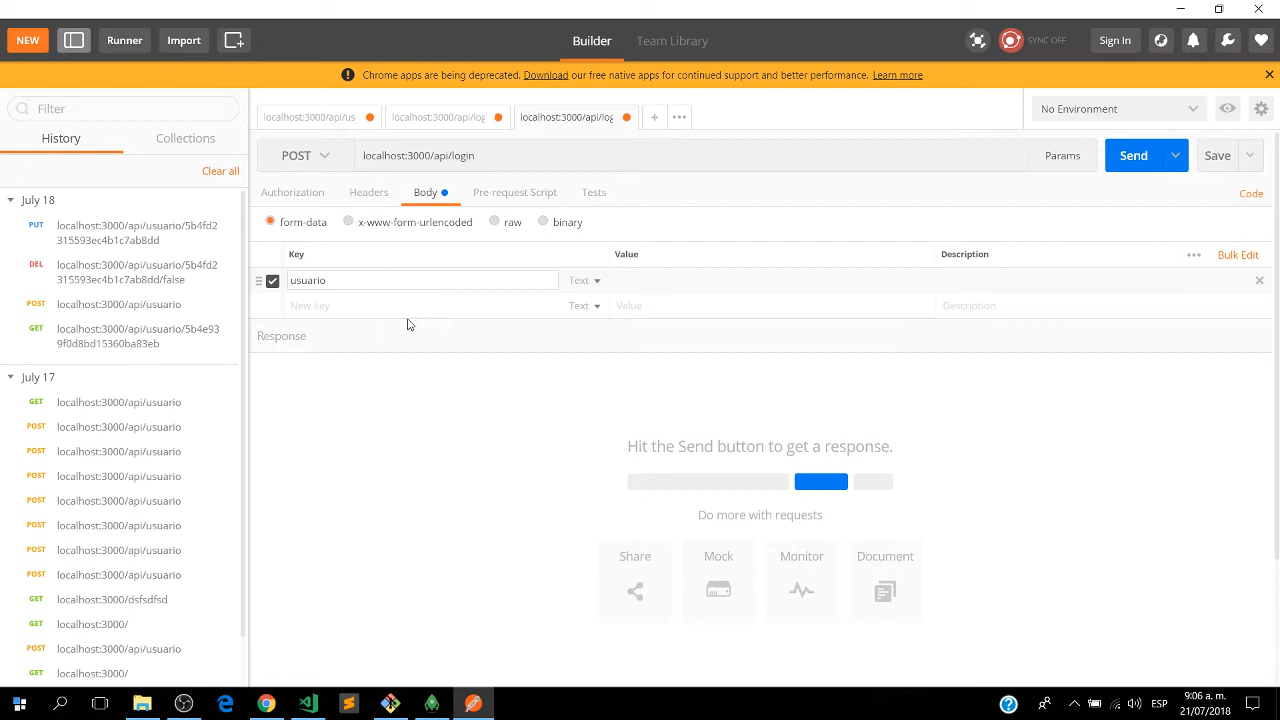 NEW Runner Import Builder Team Library SYNC OFF Sign In
! Chrome apps are being deprecated. Download our free native apps for continued support and better performance. Learn more
Filter
History Collections
Clear all
July 18
PUT localhost:3000/api/usuario/5b4fd2
315593ec4b1c7ab8dd
DEL localhost:3000/api/usuario/5b4fd2
315593ec4b1c7ab8dd/false
POST localhost:3000/api/usuario
GET localhost:3000/api/usuario/5b4e93
9f0d8bd15360ba83eb
July 17
GET localhost:3000/api/usuario
POST localhost:3000/api/usuario
POST localhost:3000/api/usuario
POST localhost:3000/api/usuario
POST localhost:3000/api/usuario
POST localhost:3000/api/usuario
POST localhost:3000/api/usuario
POST localhost:3000/api/usuario
GET localhost:3000/dsfsdfsd
GET localhost:3000/
POST localhost:3000/api/usuario
GET localhost:3000/
localhost:3000/api/us localhost:3000/api/log localhost:3000/api/log + ••• No Environment
POST localhost:3000/api/login Params Send Save
Authorization Headers Body Pre-request Script Tests Code
form-data x-www-form-urlencoded raw binary
Key Value Description ••• Bulk Edit
usuario Text
New key Text Value Description
Response
Hit the Send button to get a response.
Do more with requests
Share Mock Monitor Document
ESP 9:06 a. m.
21/07/2018